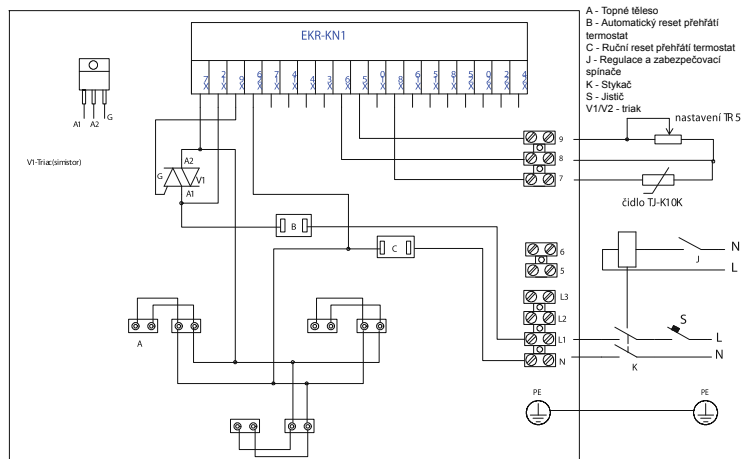 EKR-KN1
A - Topné těleso
B - Automatický reset přehřátí
termostat
C - Ruční reset přehřátí termostat
J - Regulace a zabezpečovací
spínače
K - Stykač
S - Jistič
V1/V2 - triak
A1
A2
G
V1-Triac(simistor)
A2
G
V1
A1
B
C
A
9
8
7
6
5
L3
L2
L1
N
nastavení TR 5
čidlo TJ-K10K
J
N
L
S
L
N
K
PE
PE